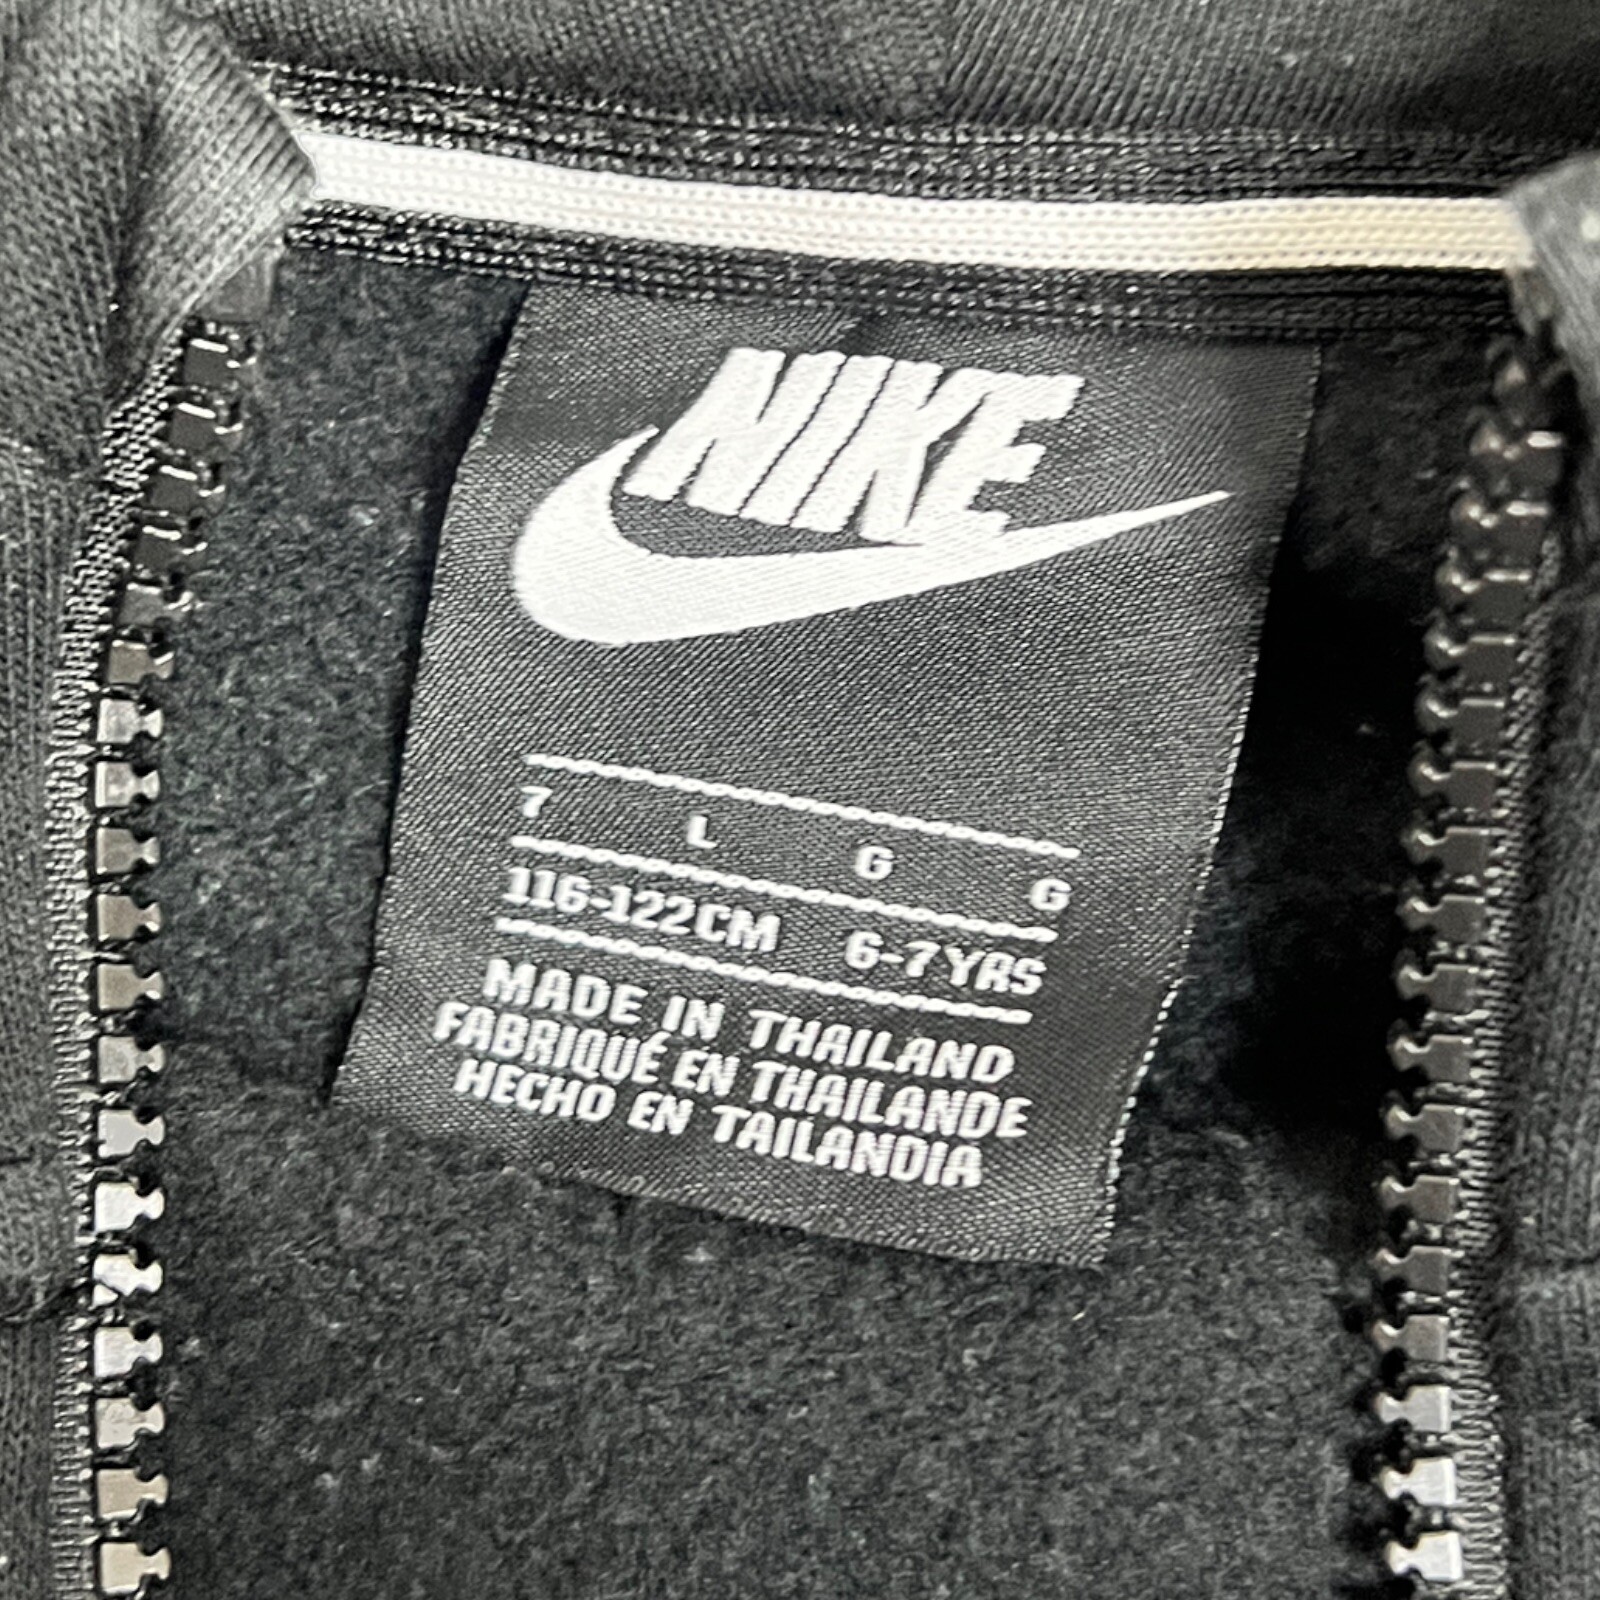 NIKE
7 L G G
116-122CM 6-7YRS
MADE IN THAILAND
FABRIQUÉ EN THAILANDE
HECHO EN TAILANDIA